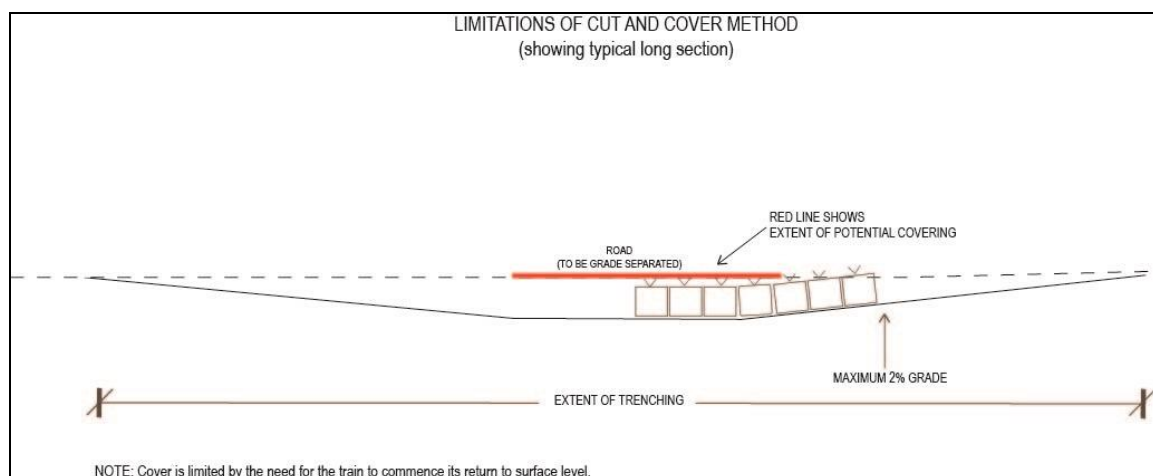 LIMITATIONS OF CUT AND COVER METHOD
(showing typical long section)
RED LINE SHOWS
EXTENT OF POTENTIAL COVERING
ROAD
(TO BE GRADE SEPARATED)
MAXIMUM 2% GRADE
EXTENT OF TRENCHING
NOTE: Cover is limited by the need for the train to commence its return to surface level.